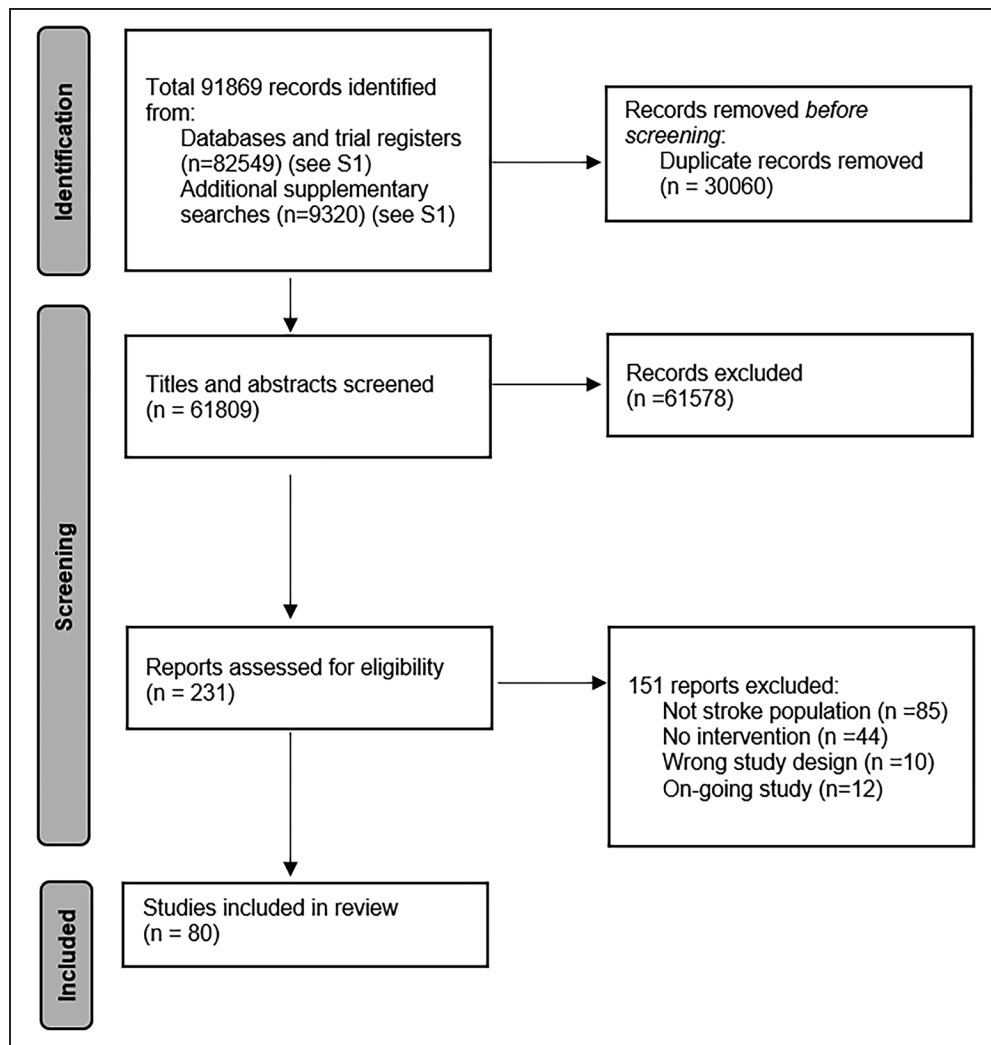 Identification
Total 91869 records identified
from:
Databases and trial registers
(n=82549) (see S1)
Additional supplementary
searches (n=9320) (see S1)
Records removed before
screening:
Duplicate records removed
(n = 30060)
Screening
Titles and abstracts screened
(n = 61809)
Records excluded
(n =61578)
Reports assessed for eligibility
(n = 231)
151 reports excluded:
Not stroke population (n =85)
No intervention (n =44)
Wrong study design (n =10)
On-going study (n=12)
Included
Studies included in review
(n = 80)